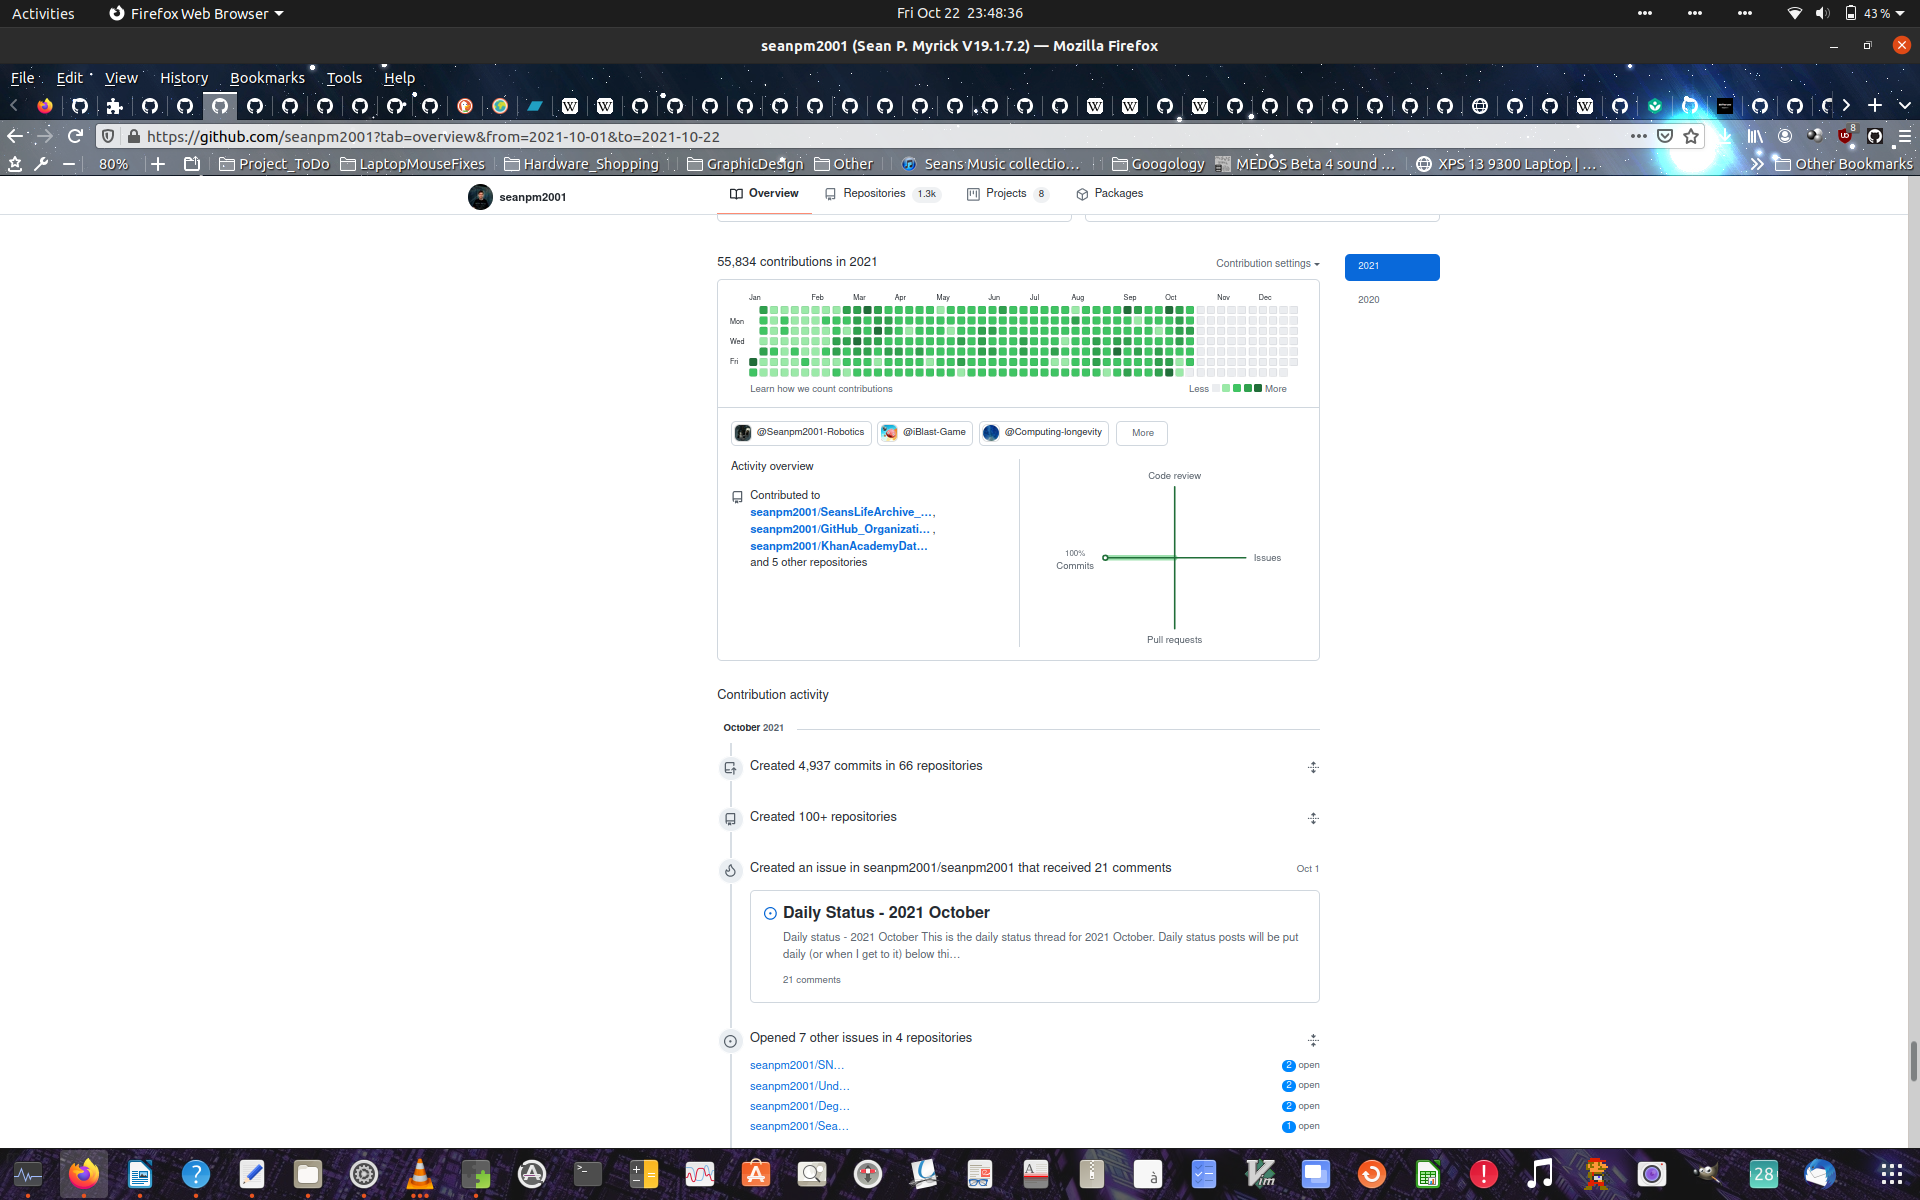 Activities
Firefox Web Browser
Fri Oct 22 23:48:36
43 %
seanpm2001 (Sean P. Myrick V19.1.7.2) — Mozilla Firefox
File Edit View History Bookmarks Tools Help
https://github.com/seanpm2001?tab=overview&from=2021-10-01&to=2021-10-22
8
80%
Project_ToDo
LaptopMouseFixes
Hardware_Shopping
GraphicDesign
Other
Seans Music collectio…
Googology
MEDOS Beta 4 sound …
XPS 13 9300 Laptop | …
Other Bookmarks
seanpm2001
Overview
Repositories 1.3k
Projects 8
Packages
55,834 contributions in 2021
Contribution settings
2021
2020
Jan Feb Mar Apr May Jun Jul Aug Sep Oct Nov Dec
Mon
Wed
Fri
Learn how we count contributions
Less More
@Seanpm2001-Robotics
@iBlast-Game
@Computing-longevity
More
Activity overview
Contributed to
seanpm2001/SeansLifeArchive_…,
seanpm2001/GitHub_Organizati… ,
seanpm2001/KhanAcademyDat…
and 5 other repositories
Code review
100%
Commits
Issues
Pull requests
Contribution activity
October 2021
Created 4,937 commits in 66 repositories
Created 100+ repositories
Created an issue in seanpm2001/seanpm2001 that received 21 comments
Oct 1
Daily Status - 2021 October
Daily status - 2021 October This is the daily status thread for 2021 October. Daily status posts will be put
daily (or when I get to it) below thi…
21 comments
Opened 7 other issues in 4 repositories
seanpm2001/SN… 2 open
seanpm2001/Und… 2 open
seanpm2001/Deg… 2 open
seanpm2001/Sea… 1 open
28